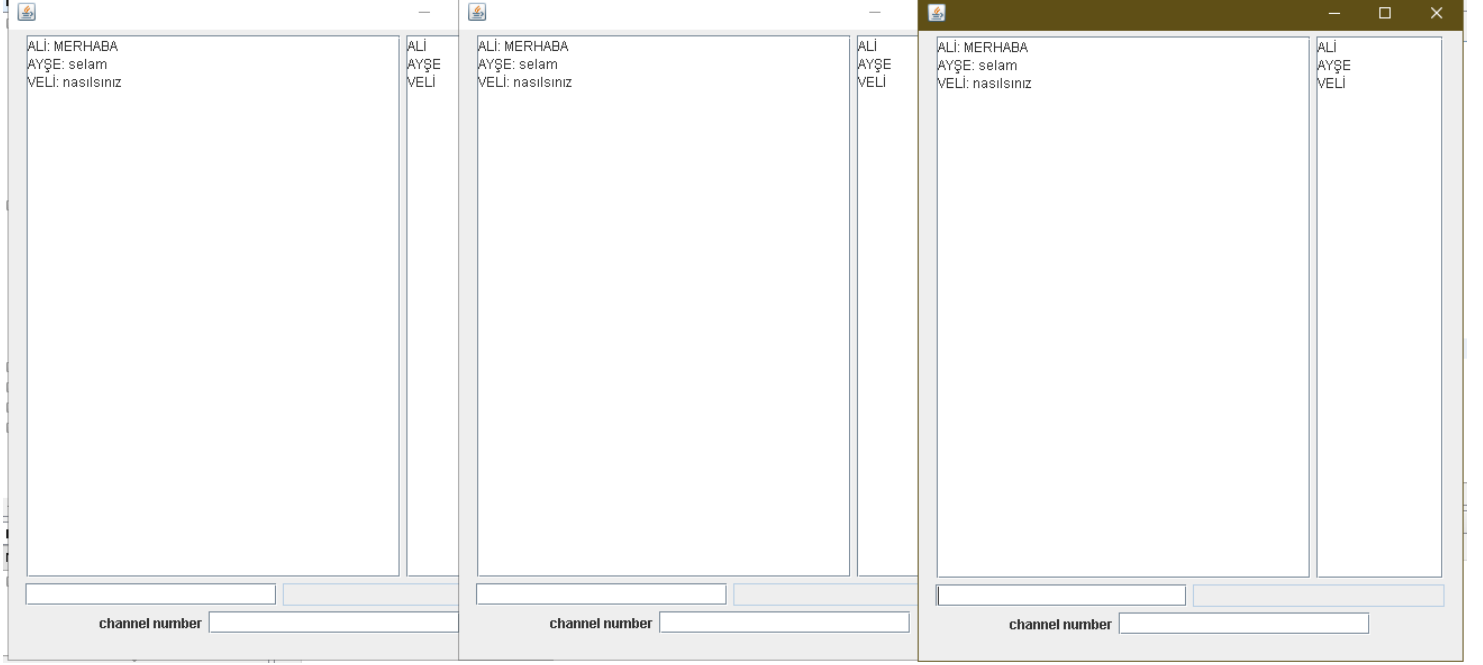 ALİ: MERHABA
AYŞE: selam
VELİ: nasılsınız
ALİ
AYŞE
VELİ
channel number
ALİ: MERHABA
AYŞE: selam
VELİ: nasılsınız
ALİ
AYŞE
VELİ
channel number
ALİ: MERHABA
AYŞE: selam
VELİ: nasılsınız
ALİ
AYŞE
VELİ
channel number